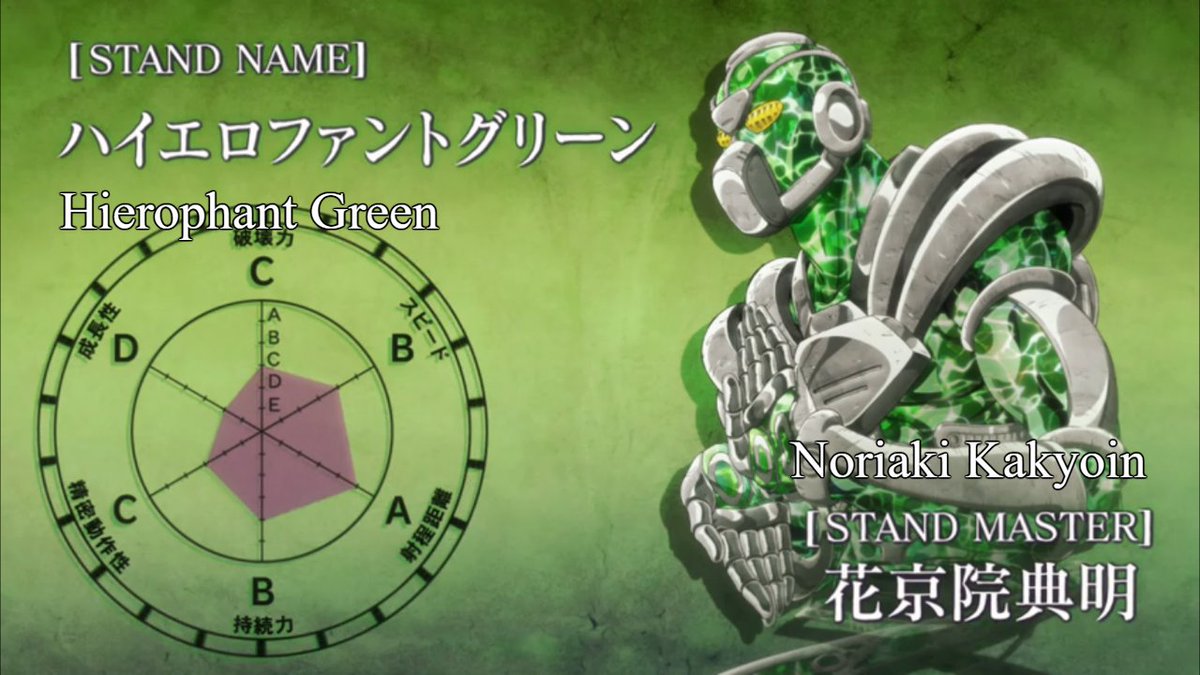 [STAND NAME]
ハイエロファントグリーン
Hierophant Green
破壊力
C
スピード
B
射程距離
A
持続力
B
精密動作性
C
成長性
D
A
B
C
D
E
Noriaki Kakyoin
[STAND MASTER]
花京院典明